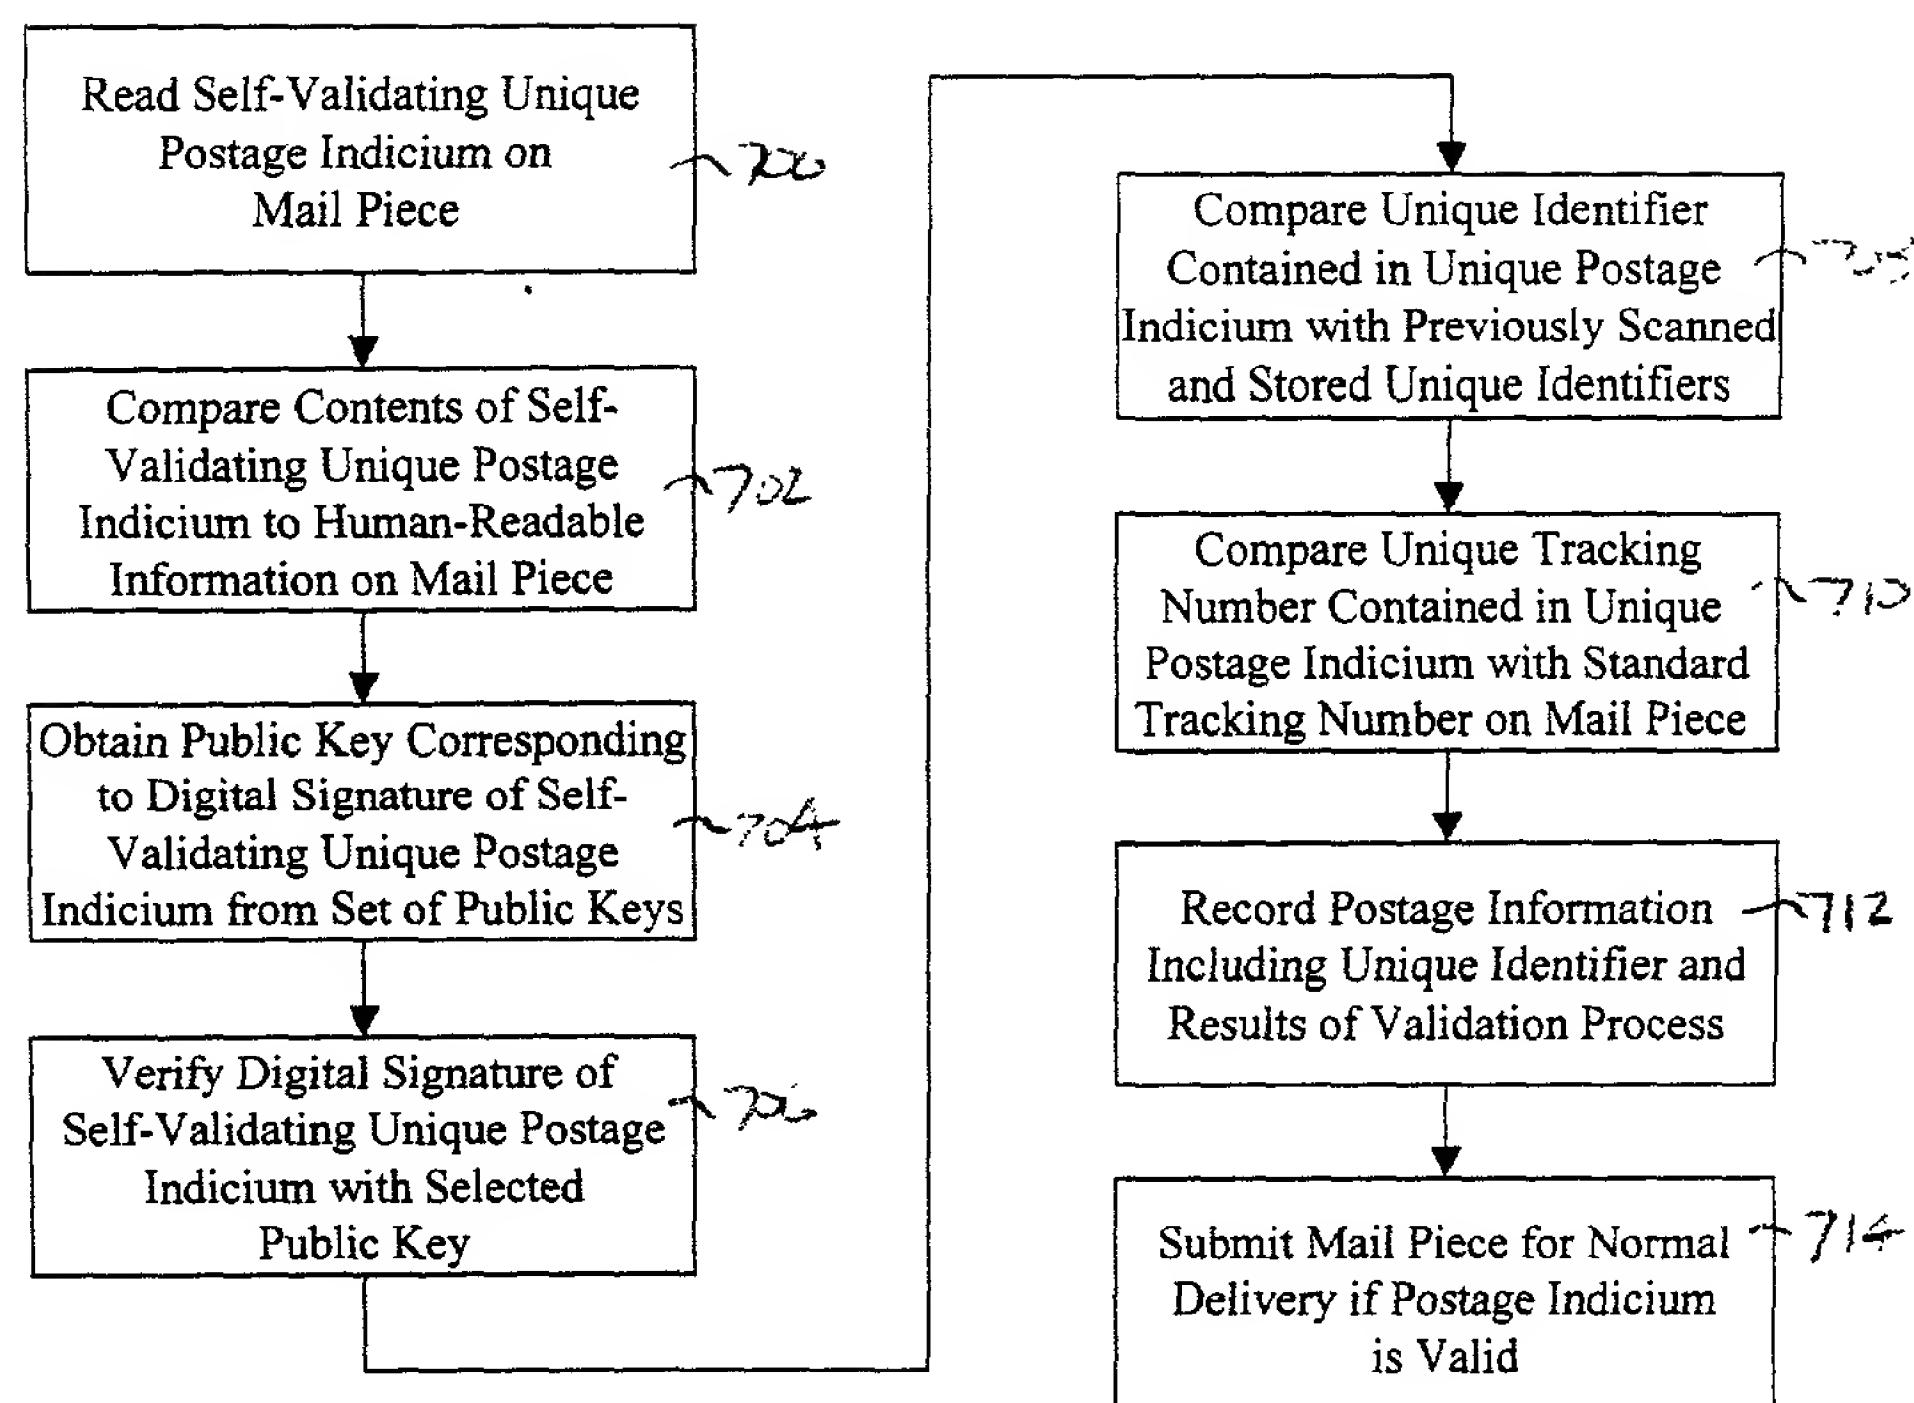 Read Self-Validating Unique
Postage Indicium on
Mail Piece
700
Compare Contents of Self-
Validating Unique Postage
Indicium to Human-Readable
Information on Mail Piece
702
Obtain Public Key Corresponding
to Digital Signature of Self-
Validating Unique Postage
Indicium from Set of Public Keys
704
Verify Digital Signature of
Self-Validating Unique Postage
Indicium with Selected
Public Key
706
Compare Unique Identifier
Contained in Unique Postage
Indicium with Previously Scanned
and Stored Unique Identifiers
Compare Unique Tracking
Number Contained in Unique
Postage Indicium with Standard
Tracking Number on Mail Piece
710
Record Postage Information
Including Unique Identifier and
Results of Validation Process
712
Submit Mail Piece for Normal
Delivery if Postage Indicium
is Valid
714